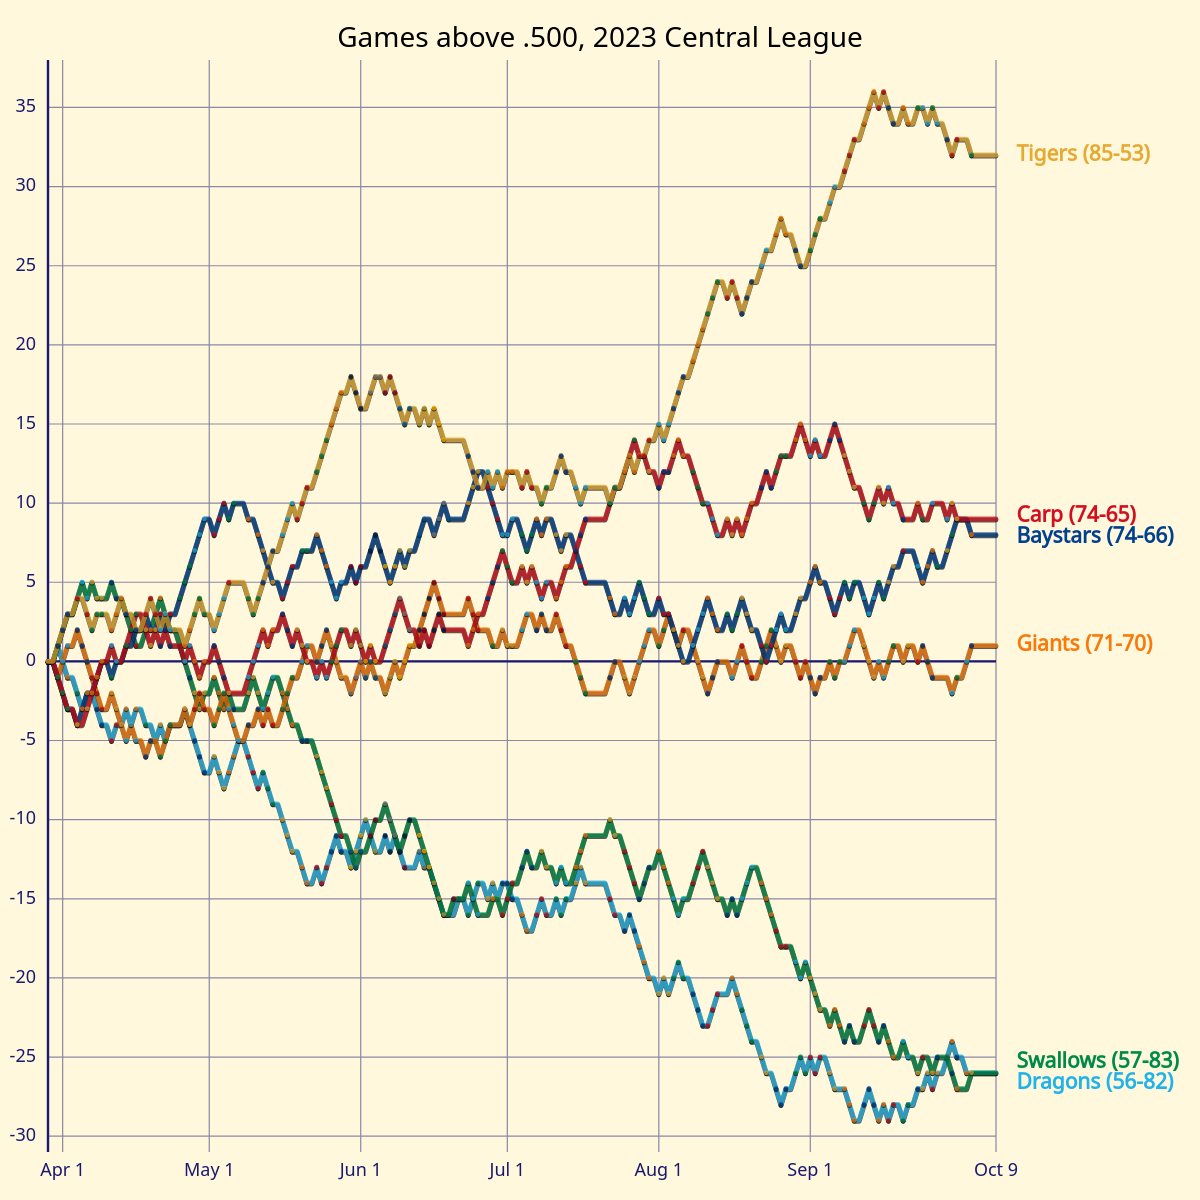 Games above .500, 2023 Central League
35
30
25
20
15
10
5
0
-5
-10
-15
-20
-25
-30
Tigers (85-53)
Carp (74-65)
Baystars (74-66)
Giants (71-70)
Swallows (57-83)
Dragons (56-82)
Apr 1 May 1 Jun 1 Jul 1 Aug 1 Sep 1 Oct 9